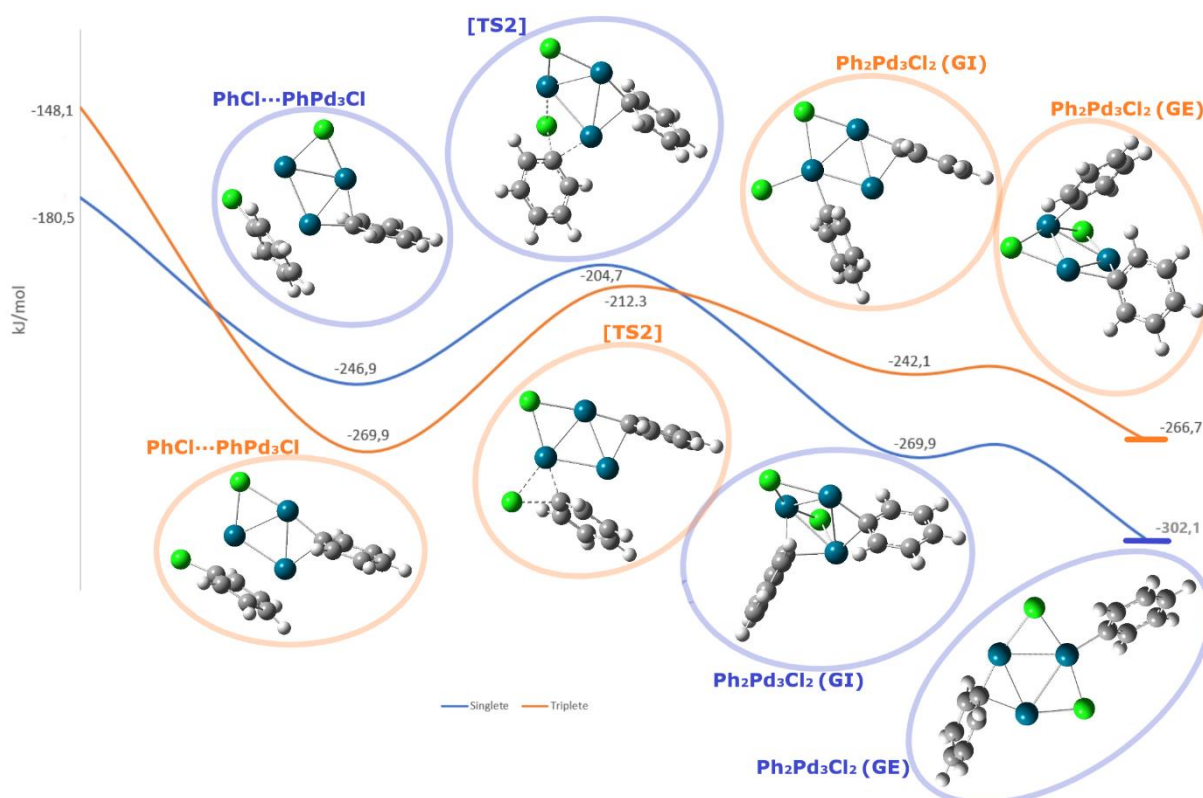 [TS2]
Ph₂Pd₃Cl₂ (GI)
Ph₂Pd₃Cl₂ (GE)
PhCl···PhPd₃Cl
-148,1
-180,5
kJ/mol
-204,7
-212.3
-246,9
-242,1
[TS2]
-269,9
-269,9
-266,7
PhCl···PhPd₃Cl
-302,1
Ph₂Pd₃Cl₂ (GI)
Singlete
Triplete
Ph₂Pd₃Cl₂ (GE)